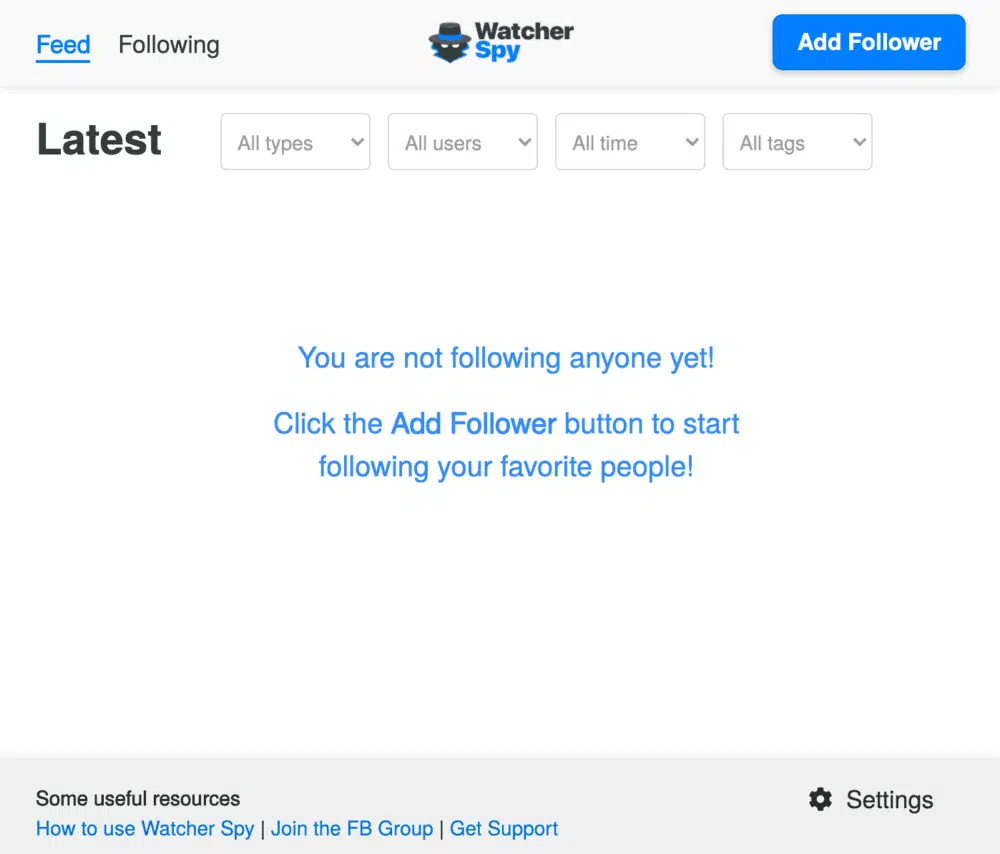 Feed Following Watcher Spy Add Follower
Latest All types All users All time All tags
You are not following anyone yet!
Click the Add Follower button to start
following your favorite people!
Some useful resources
Settings
How to use Watcher Spy | Join the FB Group | Get Support